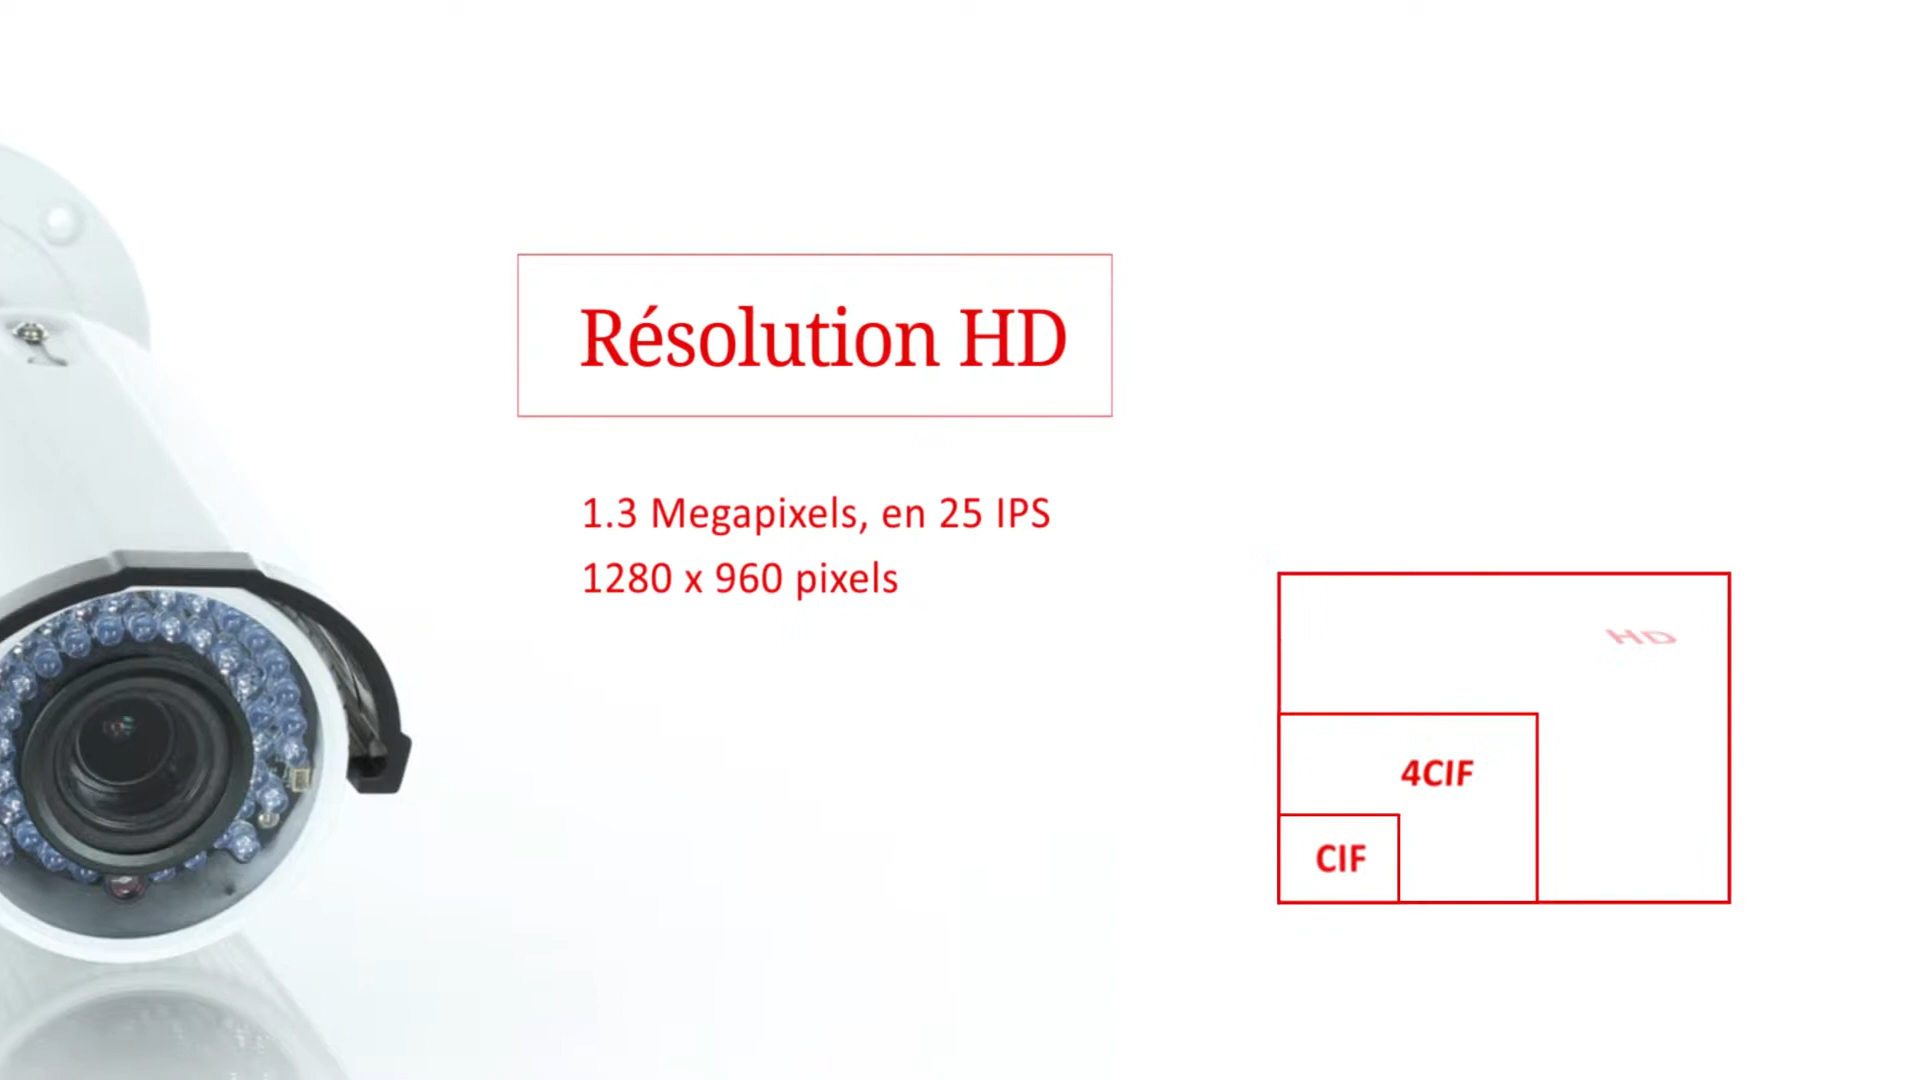 Résolution HD
1.3 Megapixels, en 25 IPS
1280 x 960 pixels
HD
4CIF
CIF